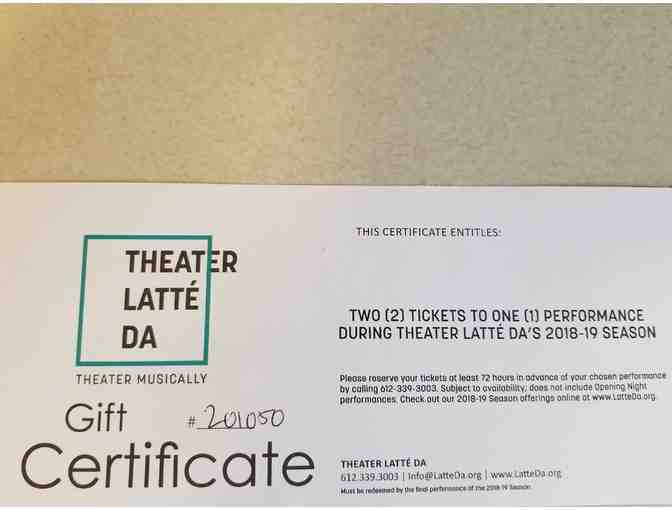 THEATER
LATTÉ
DA
THEATER MUSICALLY
Gift # 201050
Certificate
THIS CERTIFICATE ENTITLES:
TWO (2) TICKETS TO ONE (1) PERFORMANCE
DURING THEATER LATTÉ DA'S 2018-19 SEASON
Please reserve your tickets at least 72 hours in advance of your chosen performance
by calling 612-339-3003. Subject to availability; does not include Opening Night
performances. Check out our 2018-19 Season offerings online at www.LatteDa.org.
THEATER LATTÉ DA
612.339.3003 | Info@LatteDa.org | www.LatteDa.org
Must be redeemed by the final performance of the 2018-19 Season